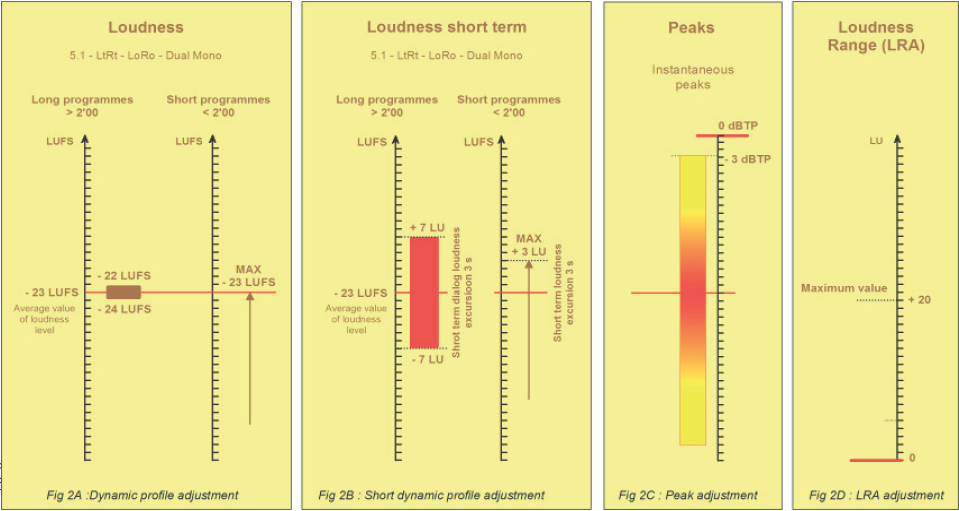 Loudness
5.1 - LtRt - LoRo - Dual Mono
Long programmes
> 2'00
Short programmes
< 2'00
LUFS
LUFS
- 22 LUFS
- 23 LUFS
- 24 LUFS
Average value
of loudness
level
MAX
- 23 LUFS
Fig 2A :Dynamic profile adjustment
Loudness short term
5.1 - LtRt - LoRo - Dual Mono
Long programmes
> 2'00
Short programmes
< 2'00
LUFS
LUFS
+ 7 LU
- 23 LUFS
Average value
of loudness
level
- 7 LU
Shrot term dialog loudness
excursioon 3 s
MAX
+ 3 LU
Short term loudness
excursion 3 s
Fig 2B : Short dynamic profile adjustment
Peaks
Instantaneous
peaks
0 dBTP
- 3 dBTP
Fig 2C : Peak adjustment
Loudness
Range (LRA)
LU
Maximum value
+ 20
0
Fig 2D : LRA adjustment